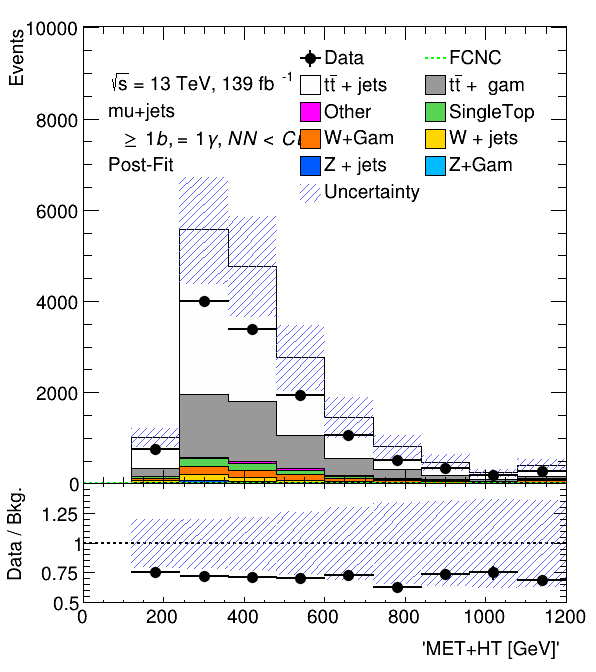 Events
10000
8000
6000
4000
2000
0
√s = 13 TeV, 139 fb⁻¹
mu+jets
≥ 1b, = 1γ, NN <
Post-Fit
Data
FCNC
tt̄ + jets
tt̄ + gam
Other
SingleTop
W+Gam
W + jets
Z + jets
Z+Gam
Uncertainty
Data / Bkg.
1.25
1
0.75
0.5
0 200 400 600 800 1000 1200
'MET+HT [GeV]'